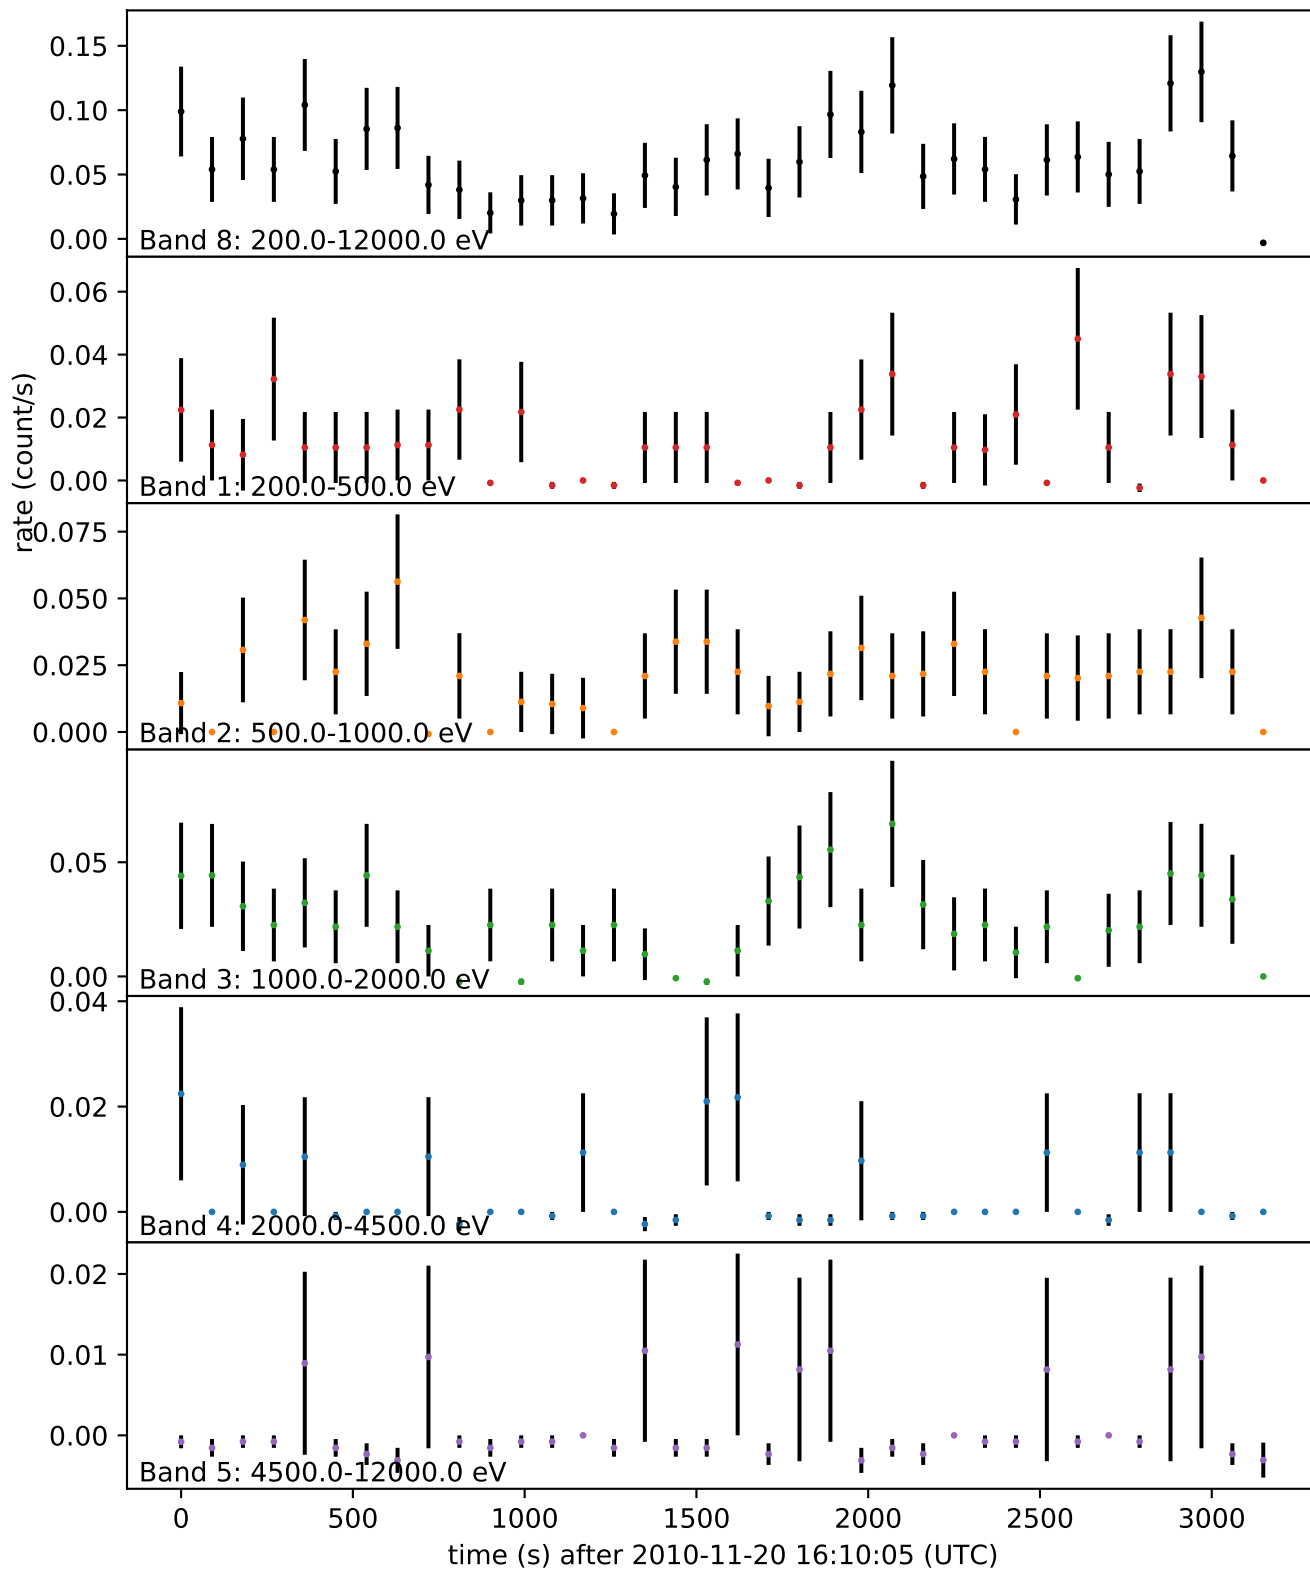 0.15
0.10
0.05
0.00
Band 8: 200.0-12000.0 eV
0.06
0.04
0.02
0.00
Band 1: 200.0-500.0 eV
rate (count/s)
0.075
0.050
0.025
0.000
Band 2: 500.0-1000.0 eV
0.05
0.00
Band 3: 1000.0-2000.0 eV
0.04
0.02
0.00
Band 4: 2000.0-4500.0 eV
0.02
0.01
0.00
Band 5: 4500.0-12000.0 eV
0 500 1000 1500 2000 2500 3000
time (s) after 2010-11-20 16:10:05 (UTC)